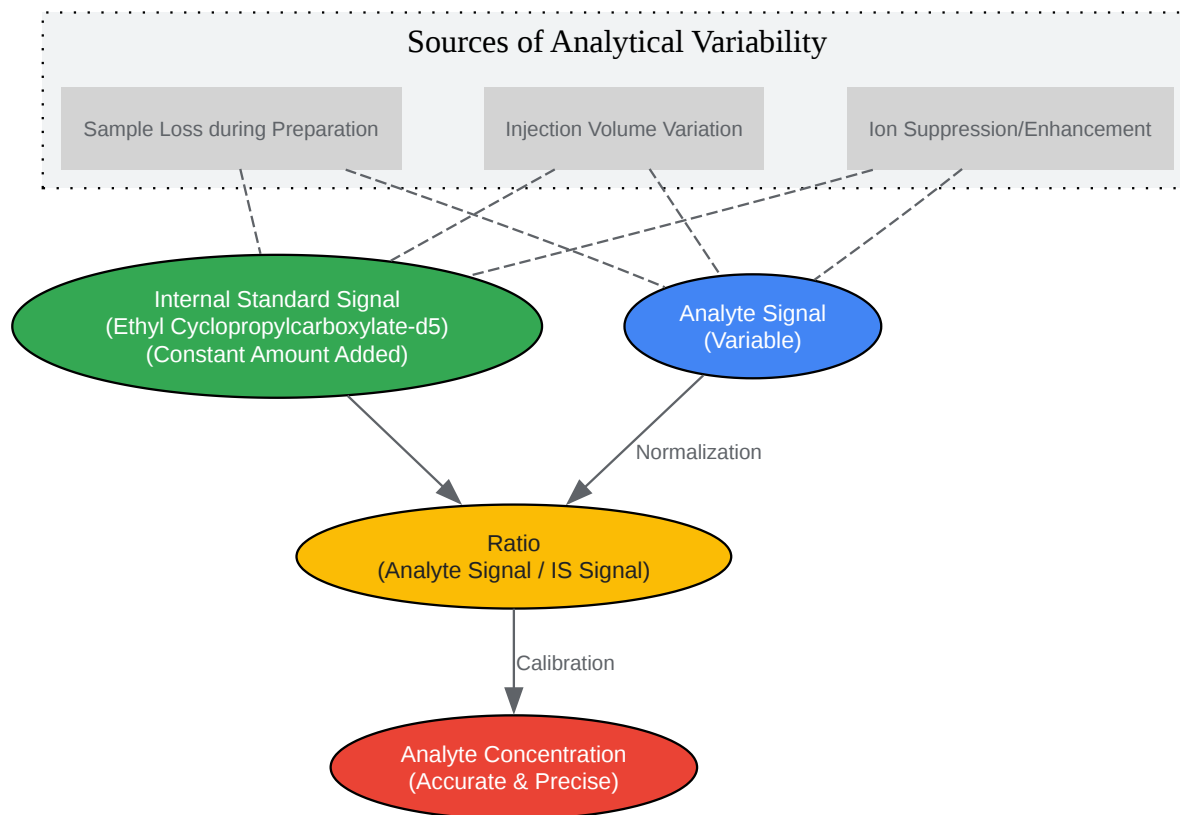 Sources of Analytical Variability
Sample Loss during Preparation
Injection Volume Variation
Ion Suppression/Enhancement
Internal Standard Signal
(Ethyl Cyclopropylcarboxylate-d5)
(Constant Amount Added)
Analyte Signal
(Variable)
Normalization
Ratio
(Analyte Signal / IS Signal)
Calibration
Analyte Concentration
(Accurate & Precise)